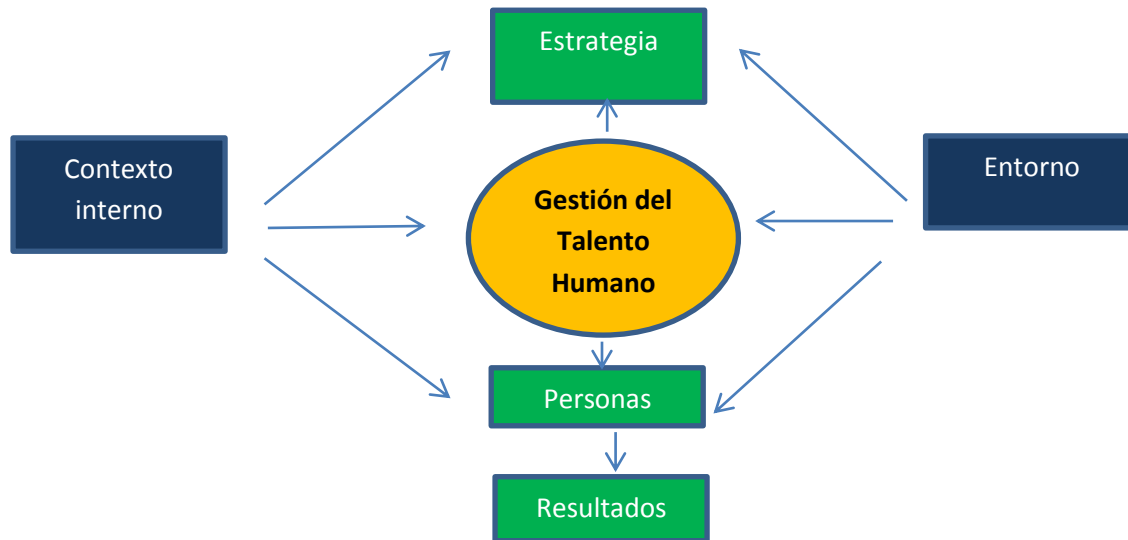 Estrategia
Contexto
interno
Entorno
Gestión del
Talento
Humano
Personas
Resultados